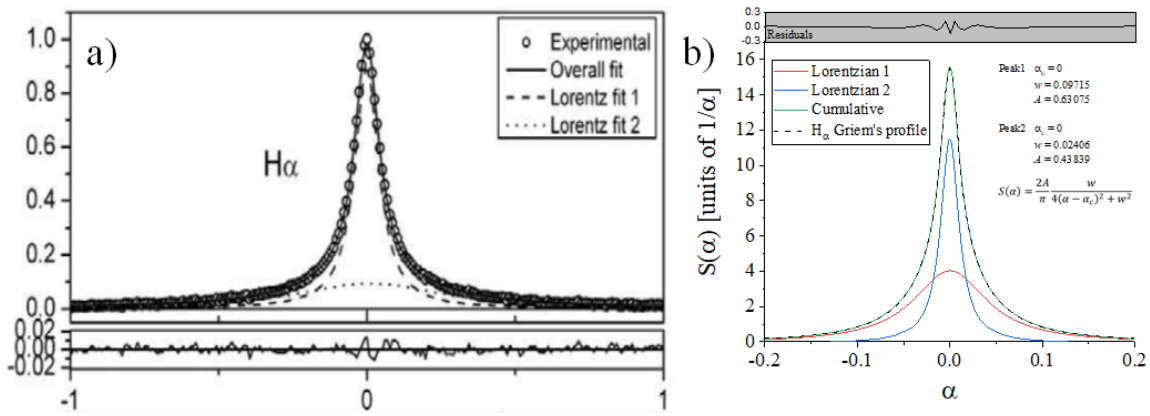 a)
1.0
0.8
0.6
0.4
0.2
0.0
Experimental
Overall fit
Lorentz fit 1
Lorentz fit 2
Hα
0.02
0.00
-0.02
-1
0
1
b)
0.3
0.0
-0.3
Residuals
S(α) [units of 1/α]
16
14
12
10
8
6
4
2
0
Lorentzian 1
Lorentzian 2
Cumulative
H_α Griem's profile
Peak1 α_c = 0
w = 0.09715
A = 0.63075
Peak2 α_c = 0
w = 0.02406
A = 0.43839
S(α) = 2A/π w/(4(α − α_c)² + w²)
-0.2
-0.1
0.0
0.1
0.2
α